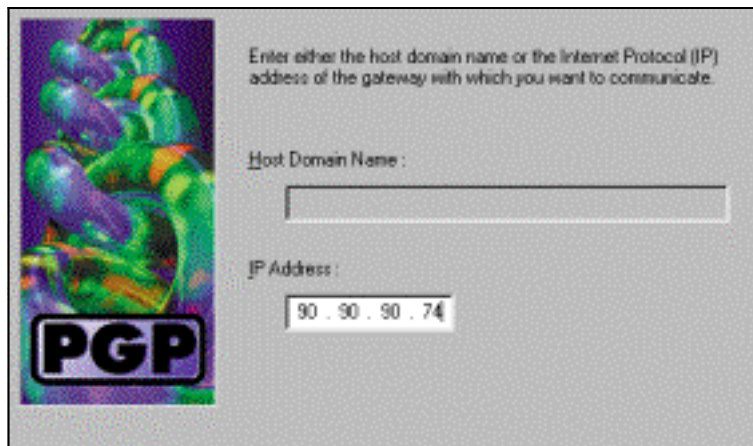 Enter either the host domain name or the Internet Protocol (IP)
address of the gateway with which you want to communicate.
Host Domain Name :
IP Address :
90 . 90 . 90 . 74
PGP